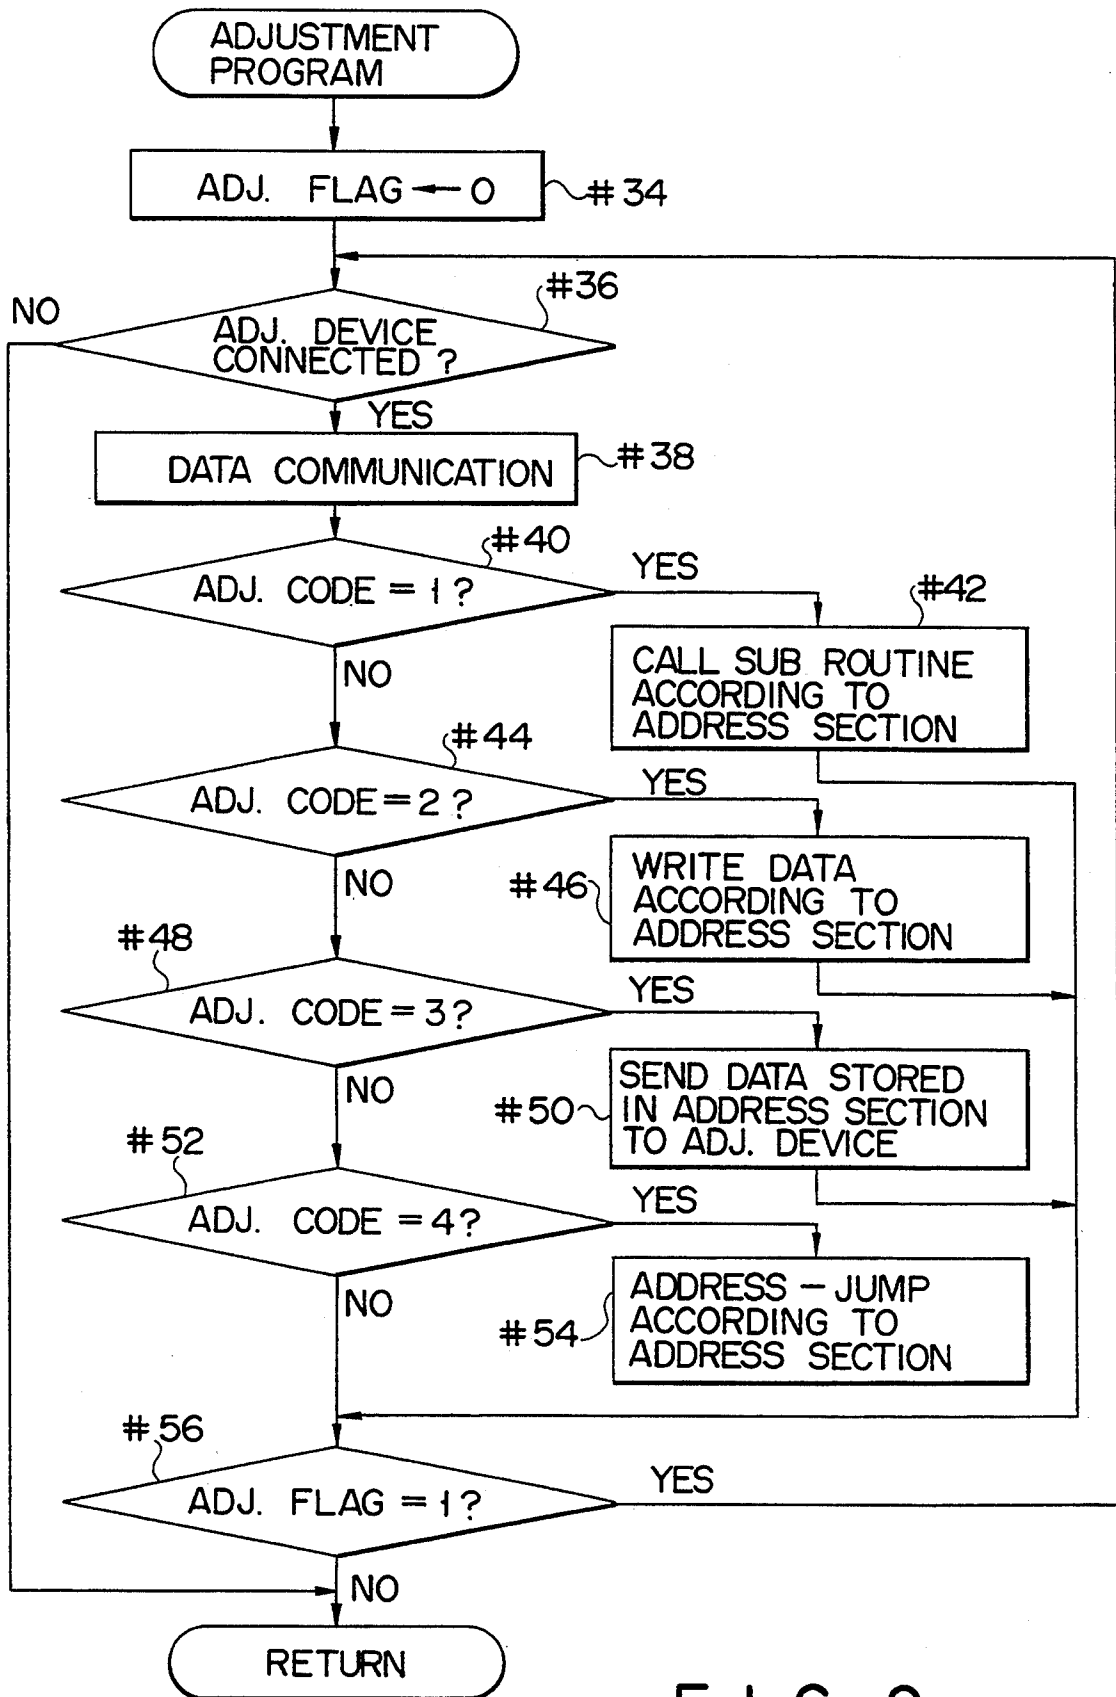 ADJUSTMENT
PROGRAM
ADJ. FLAG ← 0
#34
#36
NO
ADJ. DEVICE
CONNECTED ?
YES
DATA COMMUNICATION
#38
#40
ADJ. CODE = 1 ?
YES
NO
#42
CALL SUB ROUTINE
ACCORDING TO
ADDRESS SECTION
#44
ADJ. CODE = 2 ?
YES
NO
#46
WRITE DATA
ACCORDING TO
ADDRESS SECTION
#48
ADJ. CODE = 3 ?
YES
NO
#50
SEND DATA STORED
IN ADDRESS SECTION
TO ADJ. DEVICE
#52
ADJ. CODE = 4 ?
YES
NO
#54
ADDRESS – JUMP
ACCORDING TO
ADDRESS SECTION
#56
ADJ. FLAG = 1 ?
YES
NO
RETURN